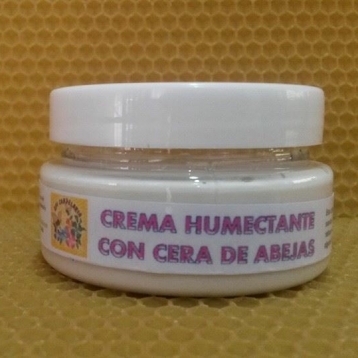 CREMA HUMECTANTE
CON CERA DE ABEJAS